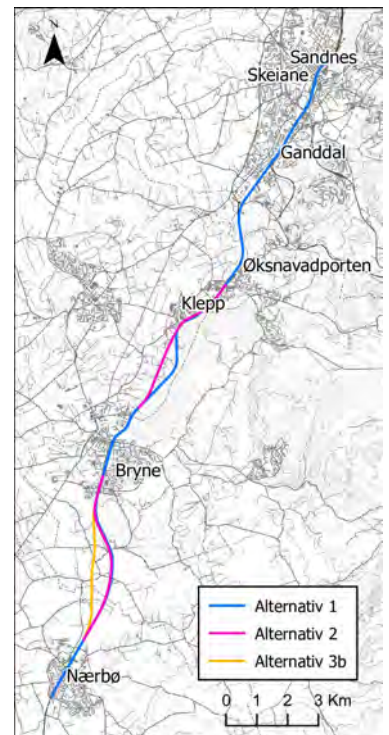 N
Sandnes
Skeiane
Ganddal
Øksnavadporten
Klepp
Bryne
Nærbø
Alternativ 1
Alternativ 2
Alternativ 3b
0 1 2 3 Km